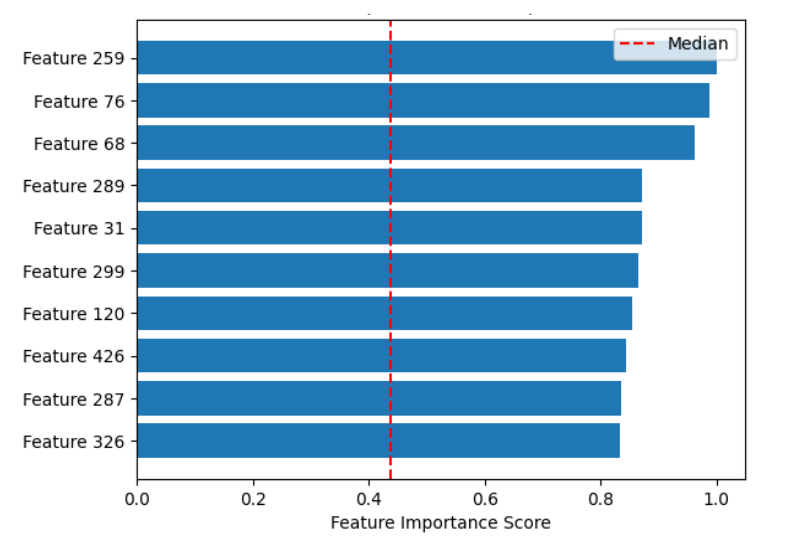 Median
Feature 259
Feature 76
Feature 68
Feature 289
Feature 31
Feature 299
Feature 120
Feature 426
Feature 287
Feature 326
0.0 0.2 0.4 0.6 0.8 1.0
Feature Importance Score